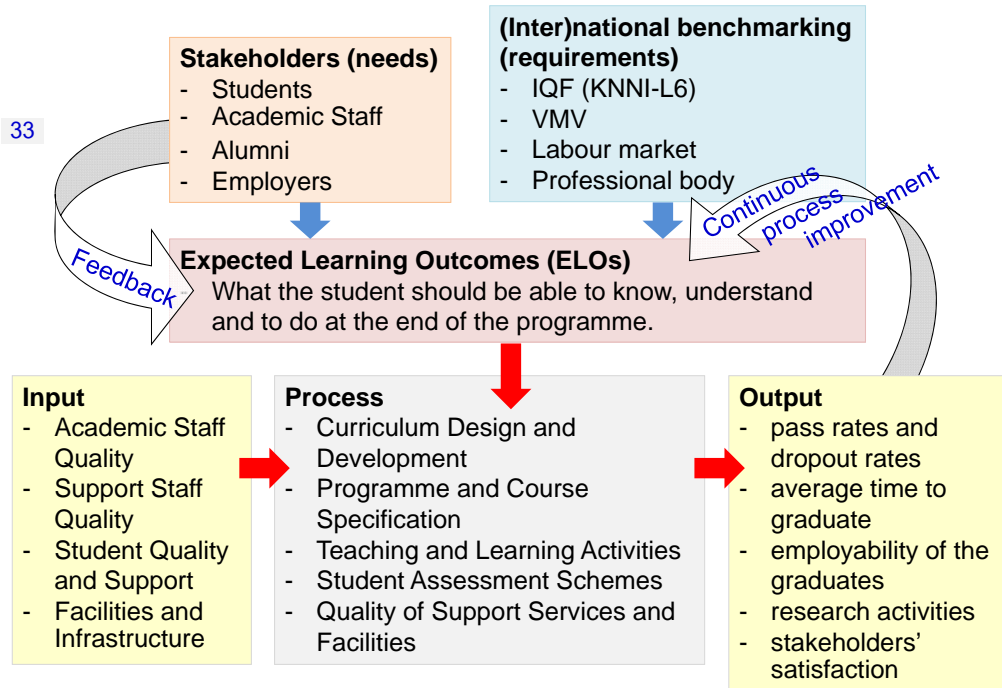 33
Stakeholders (needs)
- Students
- Academic Staff
- Alumni
- Employers
(Inter)national benchmarking
(requirements)
- IQF (KNNI-L6)
- VMV
- Labour market
- Professional body
Feedback
Continuous
process
improvement
Expected Learning Outcomes (ELOs)
What the student should be able to know, understand
and to do at the end of the programme.
Input
- Academic Staff
Quality
- Support Staff
Quality
- Student Quality
and Support
- Facilities and
Infrastructure
Process
- Curriculum Design and
Development
- Programme and Course
Specification
- Teaching and Learning Activities
- Student Assessment Schemes
- Quality of Support Services and
Facilities
Output
- pass rates and
dropout rates
- average time to
graduate
- employability of the
graduates
- research activities
- stakeholders'
satisfaction